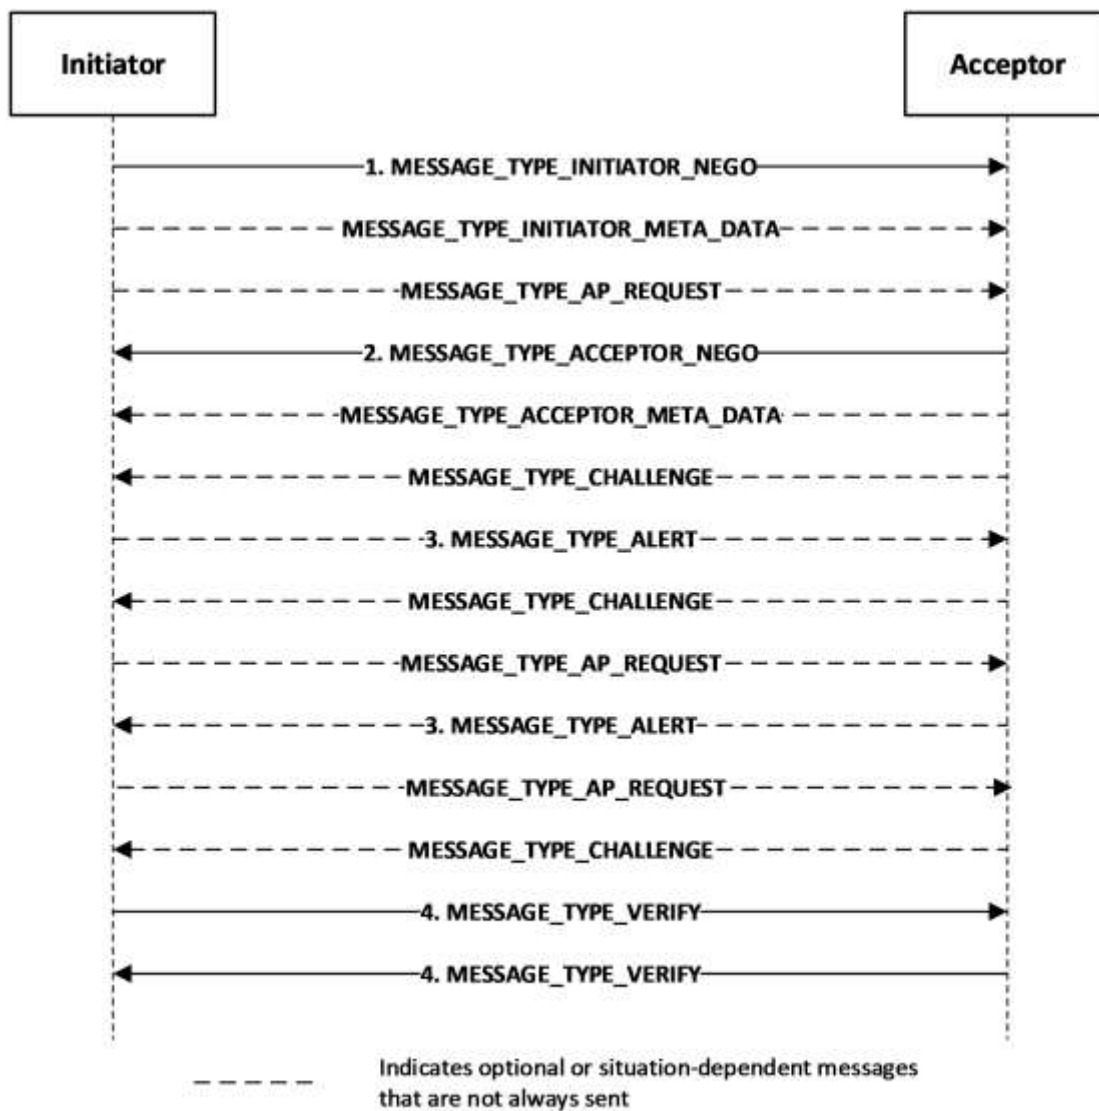 Initiator
Acceptor
1. MESSAGE_TYPE_INITIATOR_NEGO
MESSAGE_TYPE_INITIATOR_META_DATA
MESSAGE_TYPE_AP_REQUEST
2. MESSAGE_TYPE_ACCEPTOR_NEGO
MESSAGE_TYPE_ACCEPTOR_META_DATA
MESSAGE_TYPE_CHALLENGE
3. MESSAGE_TYPE_ALERT
MESSAGE_TYPE_CHALLENGE
MESSAGE_TYPE_AP_REQUEST
3. MESSAGE_TYPE_ALERT
MESSAGE_TYPE_AP_REQUEST
MESSAGE_TYPE_CHALLENGE
4. MESSAGE_TYPE_VERIFY
4. MESSAGE_TYPE_VERIFY
Indicates optional or situation-dependent messages
that are not always sent